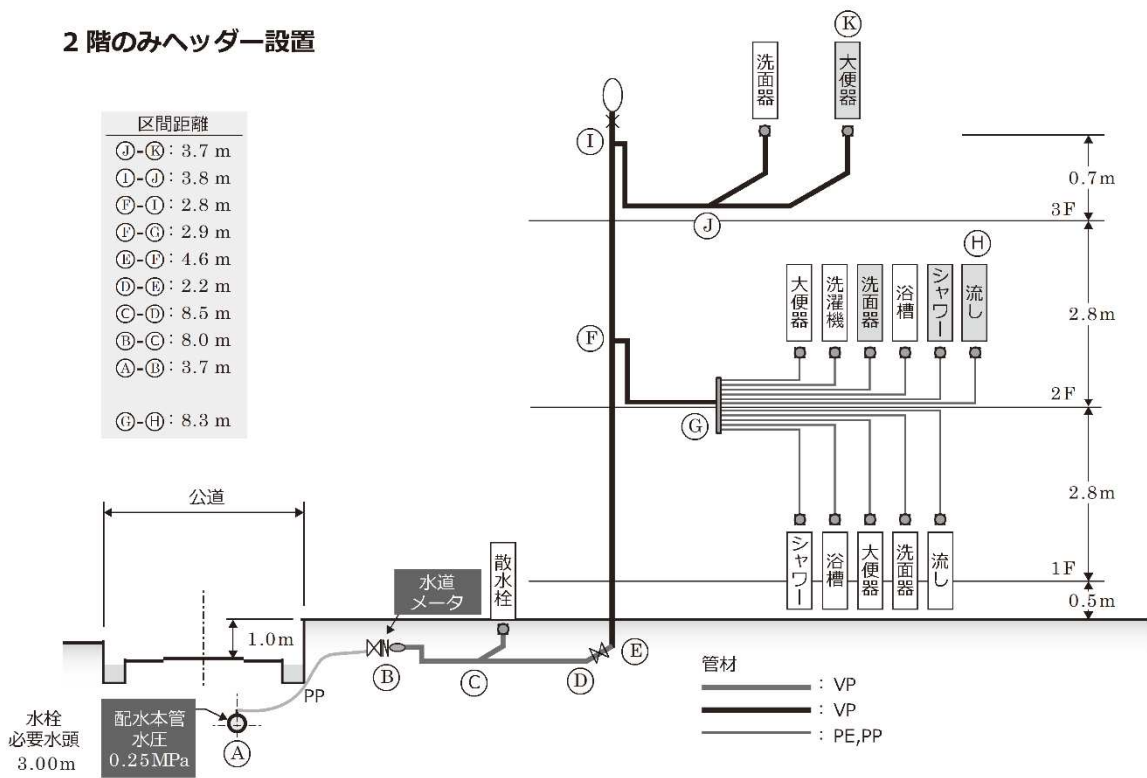 2階のみヘッダー設置
区間距離
Ⓙ-Ⓚ: 3.7 m
Ⓘ-Ⓙ: 3.8 m
Ⓕ-Ⓘ: 2.8 m
Ⓕ-Ⓖ: 2.9 m
Ⓔ-Ⓕ: 4.6 m
Ⓓ-Ⓔ: 2.2 m
Ⓒ-Ⓓ: 8.5 m
Ⓑ-Ⓒ: 8.0 m
Ⓐ-Ⓑ: 3.7 m
Ⓖ-Ⓗ: 8.3 m
Ⓚ
洗面器
大便器
Ⓘ
Ⓙ
0.7m
3F
Ⓗ
大便器
洗濯機
洗面器
浴槽
シャワー
流し
Ⓕ
2.8m
2F
Ⓖ
2.8m
シャワー
浴槽
大便器
洗面器
流し
1F
0.5m
公道
1.0m
水道
メータ
散水栓
Ⓑ
Ⓒ
Ⓓ
Ⓔ
PP
水栓
必要水頭
3.00m
配水本管
水圧
0.25MPa
Ⓐ
管材
: VP
: VP
: PE,PP